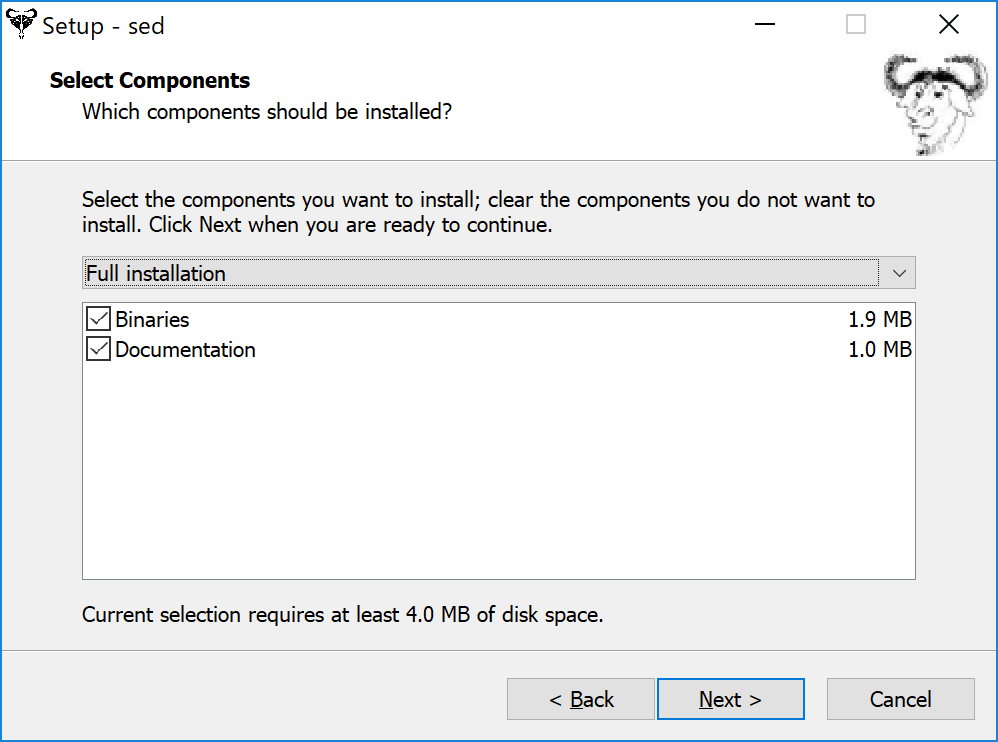 Setup - sed
Select Components
Which components should be installed?
Select the components you want to install; clear the components you do not want to
install. Click Next when you are ready to continue.
Full installation
Binaries 1.9 MB
Documentation 1.0 MB
Current selection requires at least 4.0 MB of disk space.
< Back Next > Cancel